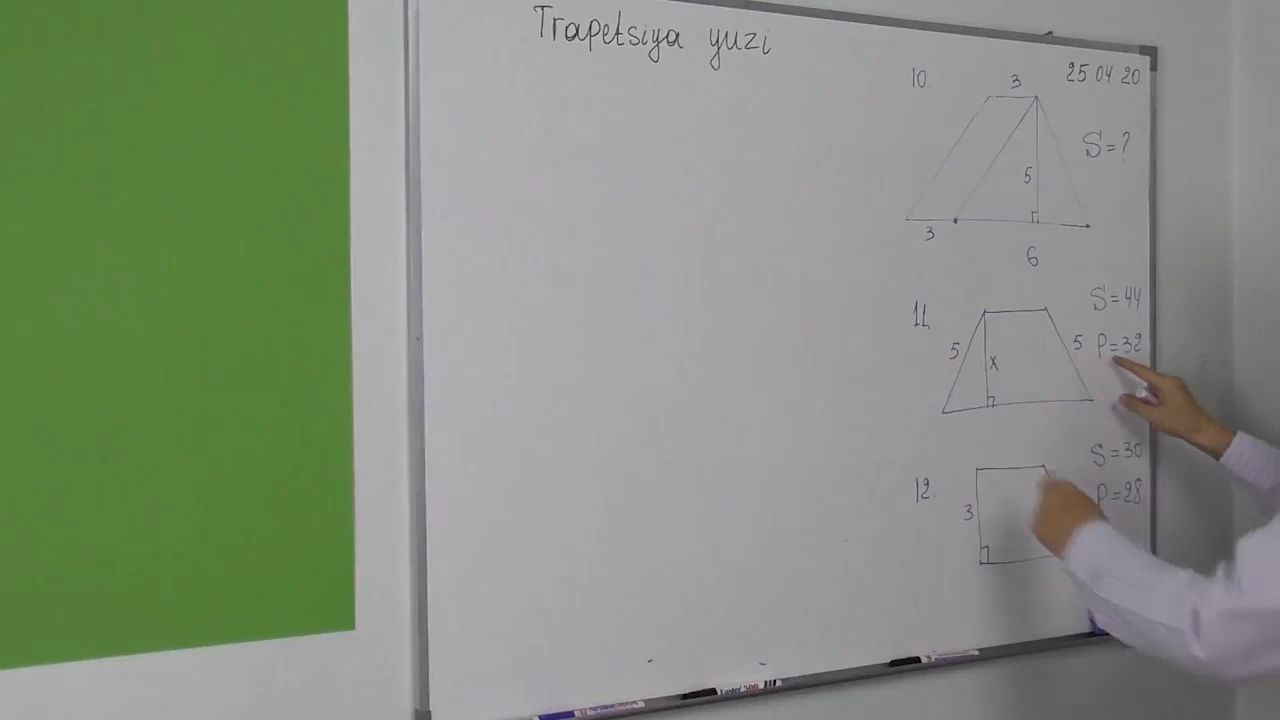 Trapetsiya yuzi
25 04 20
10.
3
S=?
5
3
6
11.
S=44
5
x
5
P=32
12.
S=30
3
P=28